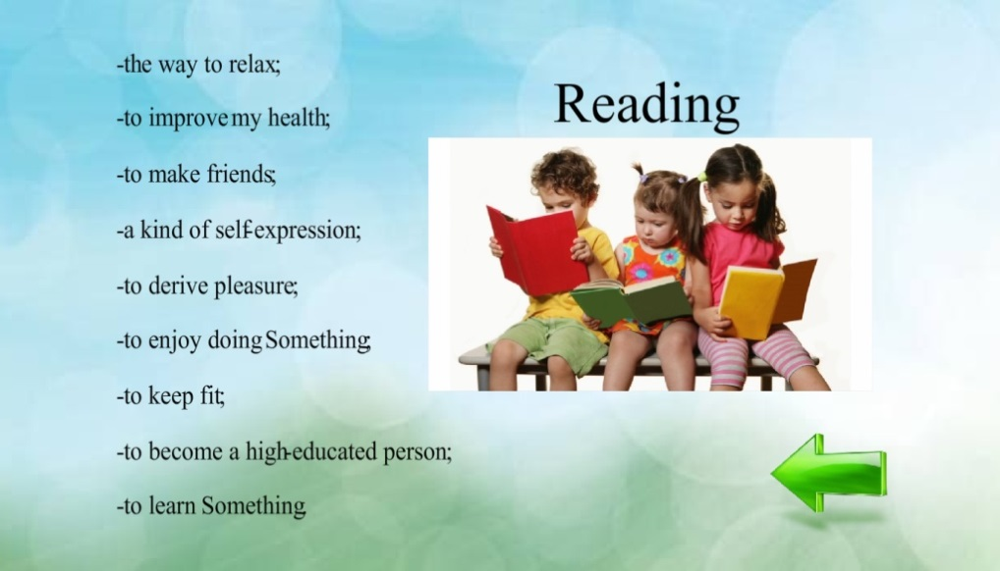 -the way to relax;
-to improve my health;
-to make friends;
-a kind of self-expression;
-to derive pleasure;
-to enjoy doing Something;
-to keep fit;
-to become a high-educated person;
-to learn Something.
Reading